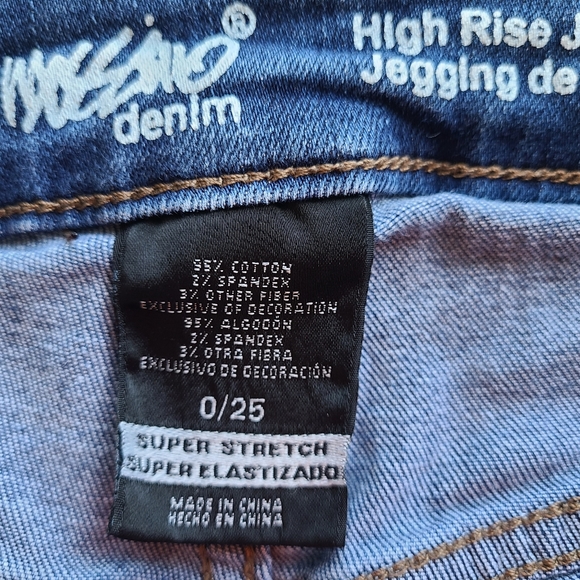 MOSSIMO®
denim
High Rise J
Jegging de
95% COTTON
2% SPANDEX
3% OTHER FIBER
EXCLUSIVE OF DECORATION
95% ALGODÓN
2% SPANDEX
3% OTRA FIBRA
EXCLUSIVO DE DECORACIÓN
0/25
SUPER STRETCH
SUPER ELASTIZADO
MADE IN CHINA
HECHO EN CHINA